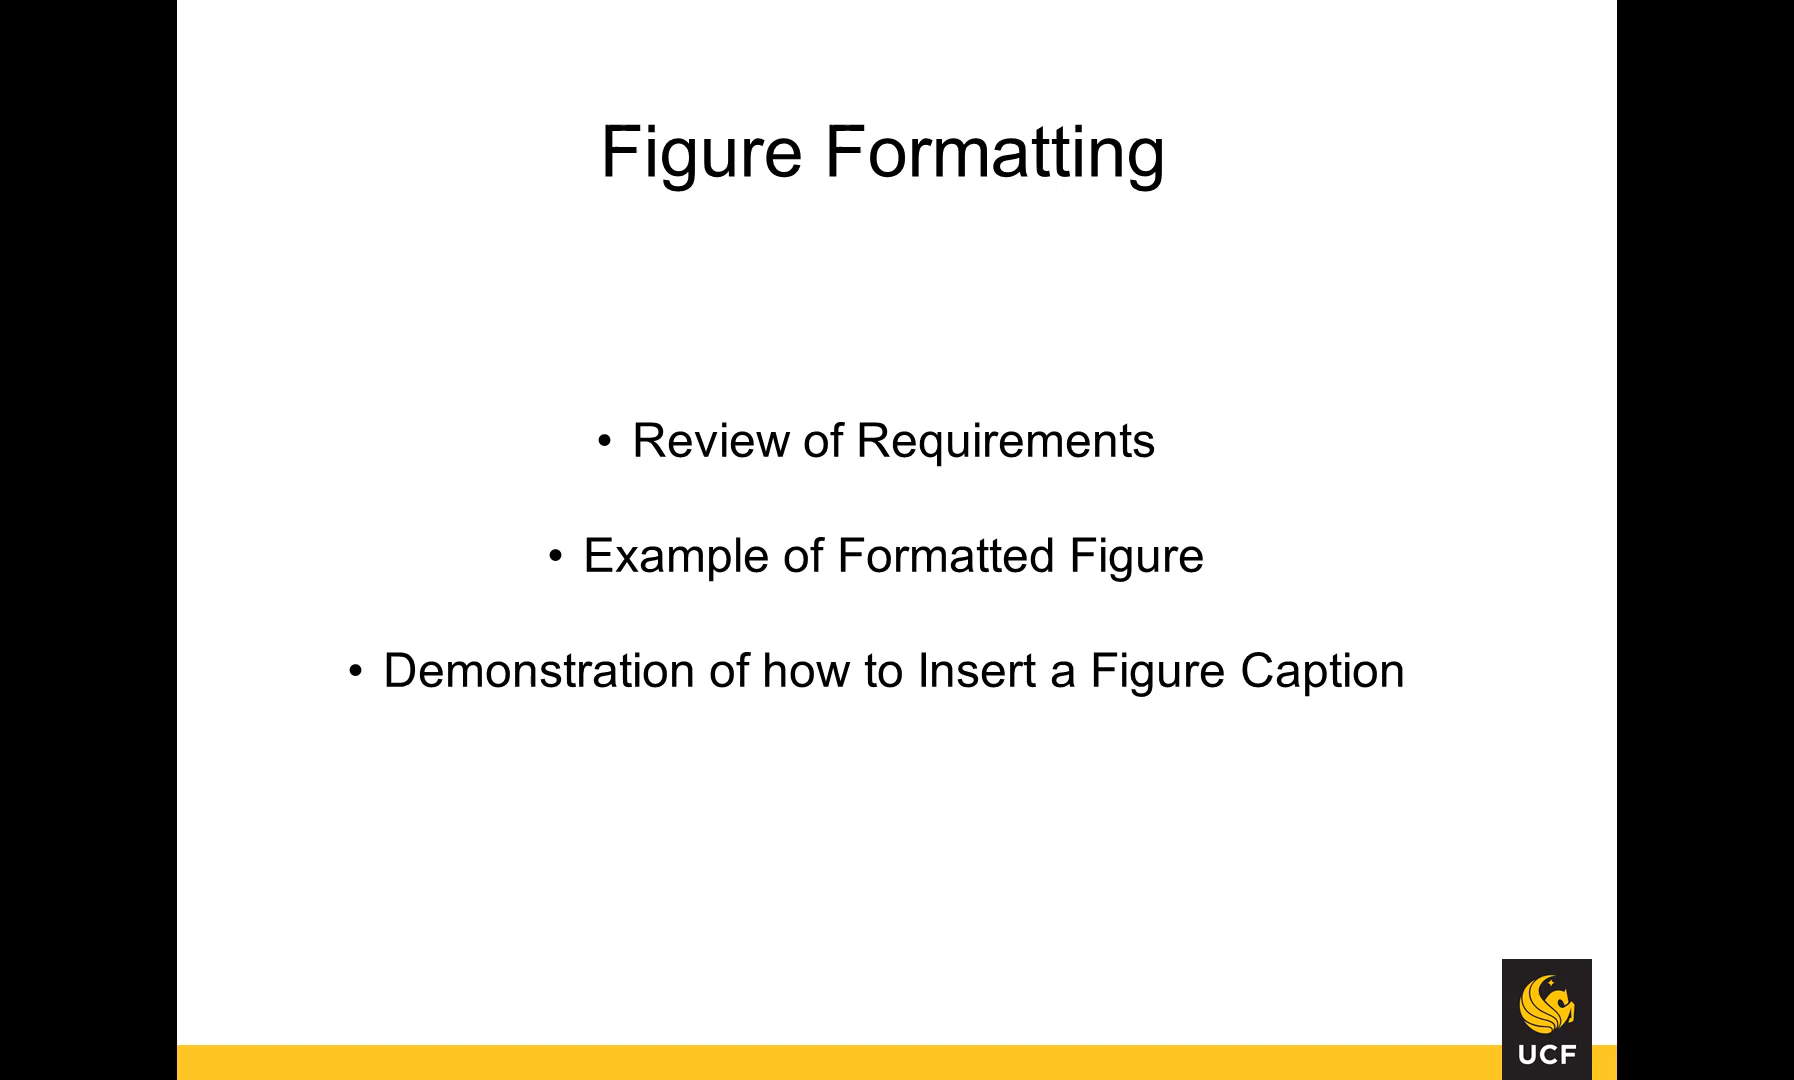 Figure Formatting
• Review of Requirements
• Example of Formatted Figure
• Demonstration of how to Insert a Figure Caption
UCF